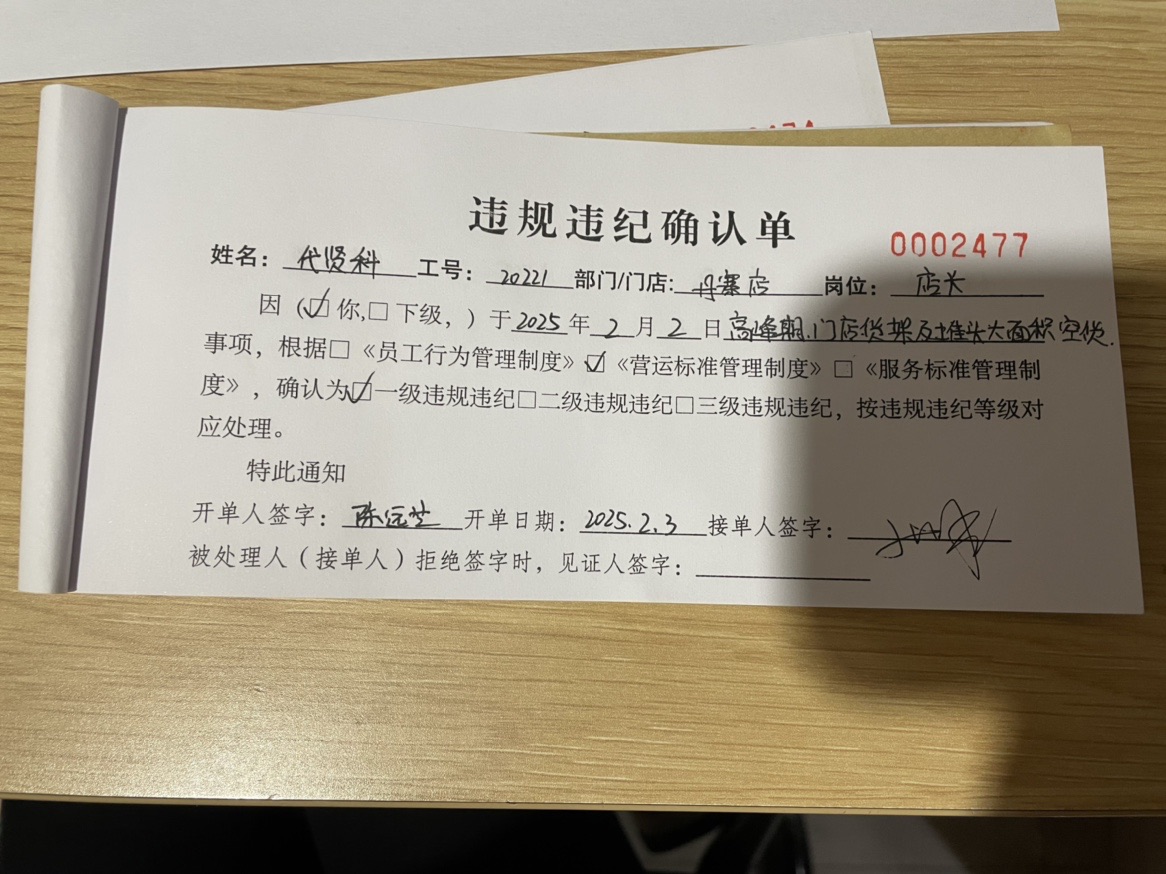 违规违纪确认单
0002477
姓名：代贤科 工号：20221 部门/门店：丹寨店 岗位：店长
因（☑你,□下级，）于2025年2月2日高峰期.门店货架及堆头大面积空货.
事项，根据□《员工行为管理制度》☑《营运标准管理制度》□《服务标准管理制
度》，确认为☑一级违规违纪□二级违规违纪□三级违规违纪，按违规违纪等级对
应处理。
特此通知
开单人签字：陈远芝 开单日期：2025.2.3 接单人签字：
被处理人（接单人）拒绝签字时，见证人签字：